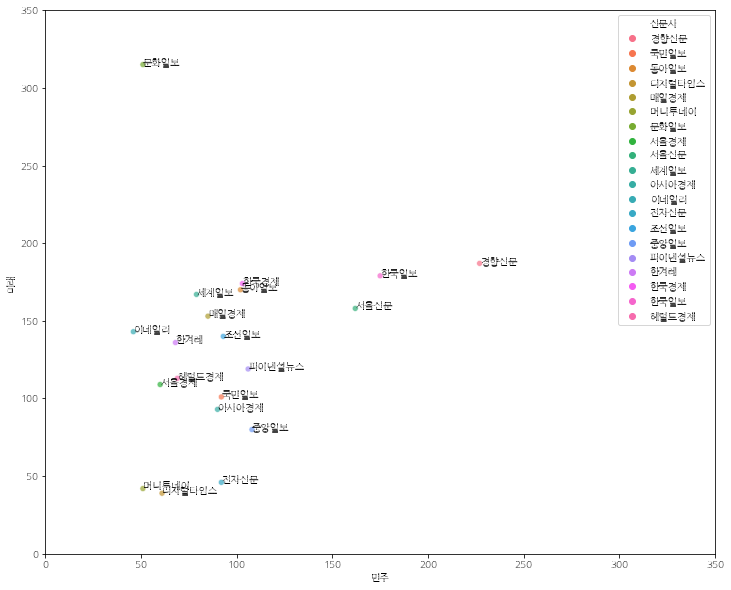 350
300
250
200
150
100
50
0
미래
0
50
100
150
200
250
300
350
민주
문화일보
경향신문
한국일보
한국경제
동아일보
세계일보
서울신문
매일경제
이데일리
조선일보
한겨레
파이낸셜뉴스
헤럴드경제
서울경제
국민일보
아시아경제
중앙일보
전자신문
머니투데이
디지털타임스
신문사
경향신문
국민일보
동아일보
디지털타임스
매일경제
머니투데이
문화일보
서울경제
서울신문
세계일보
아시아경제
이데일리
전자신문
조선일보
중앙일보
파이낸셜뉴스
한겨레
한국경제
한국일보
헤럴드경제